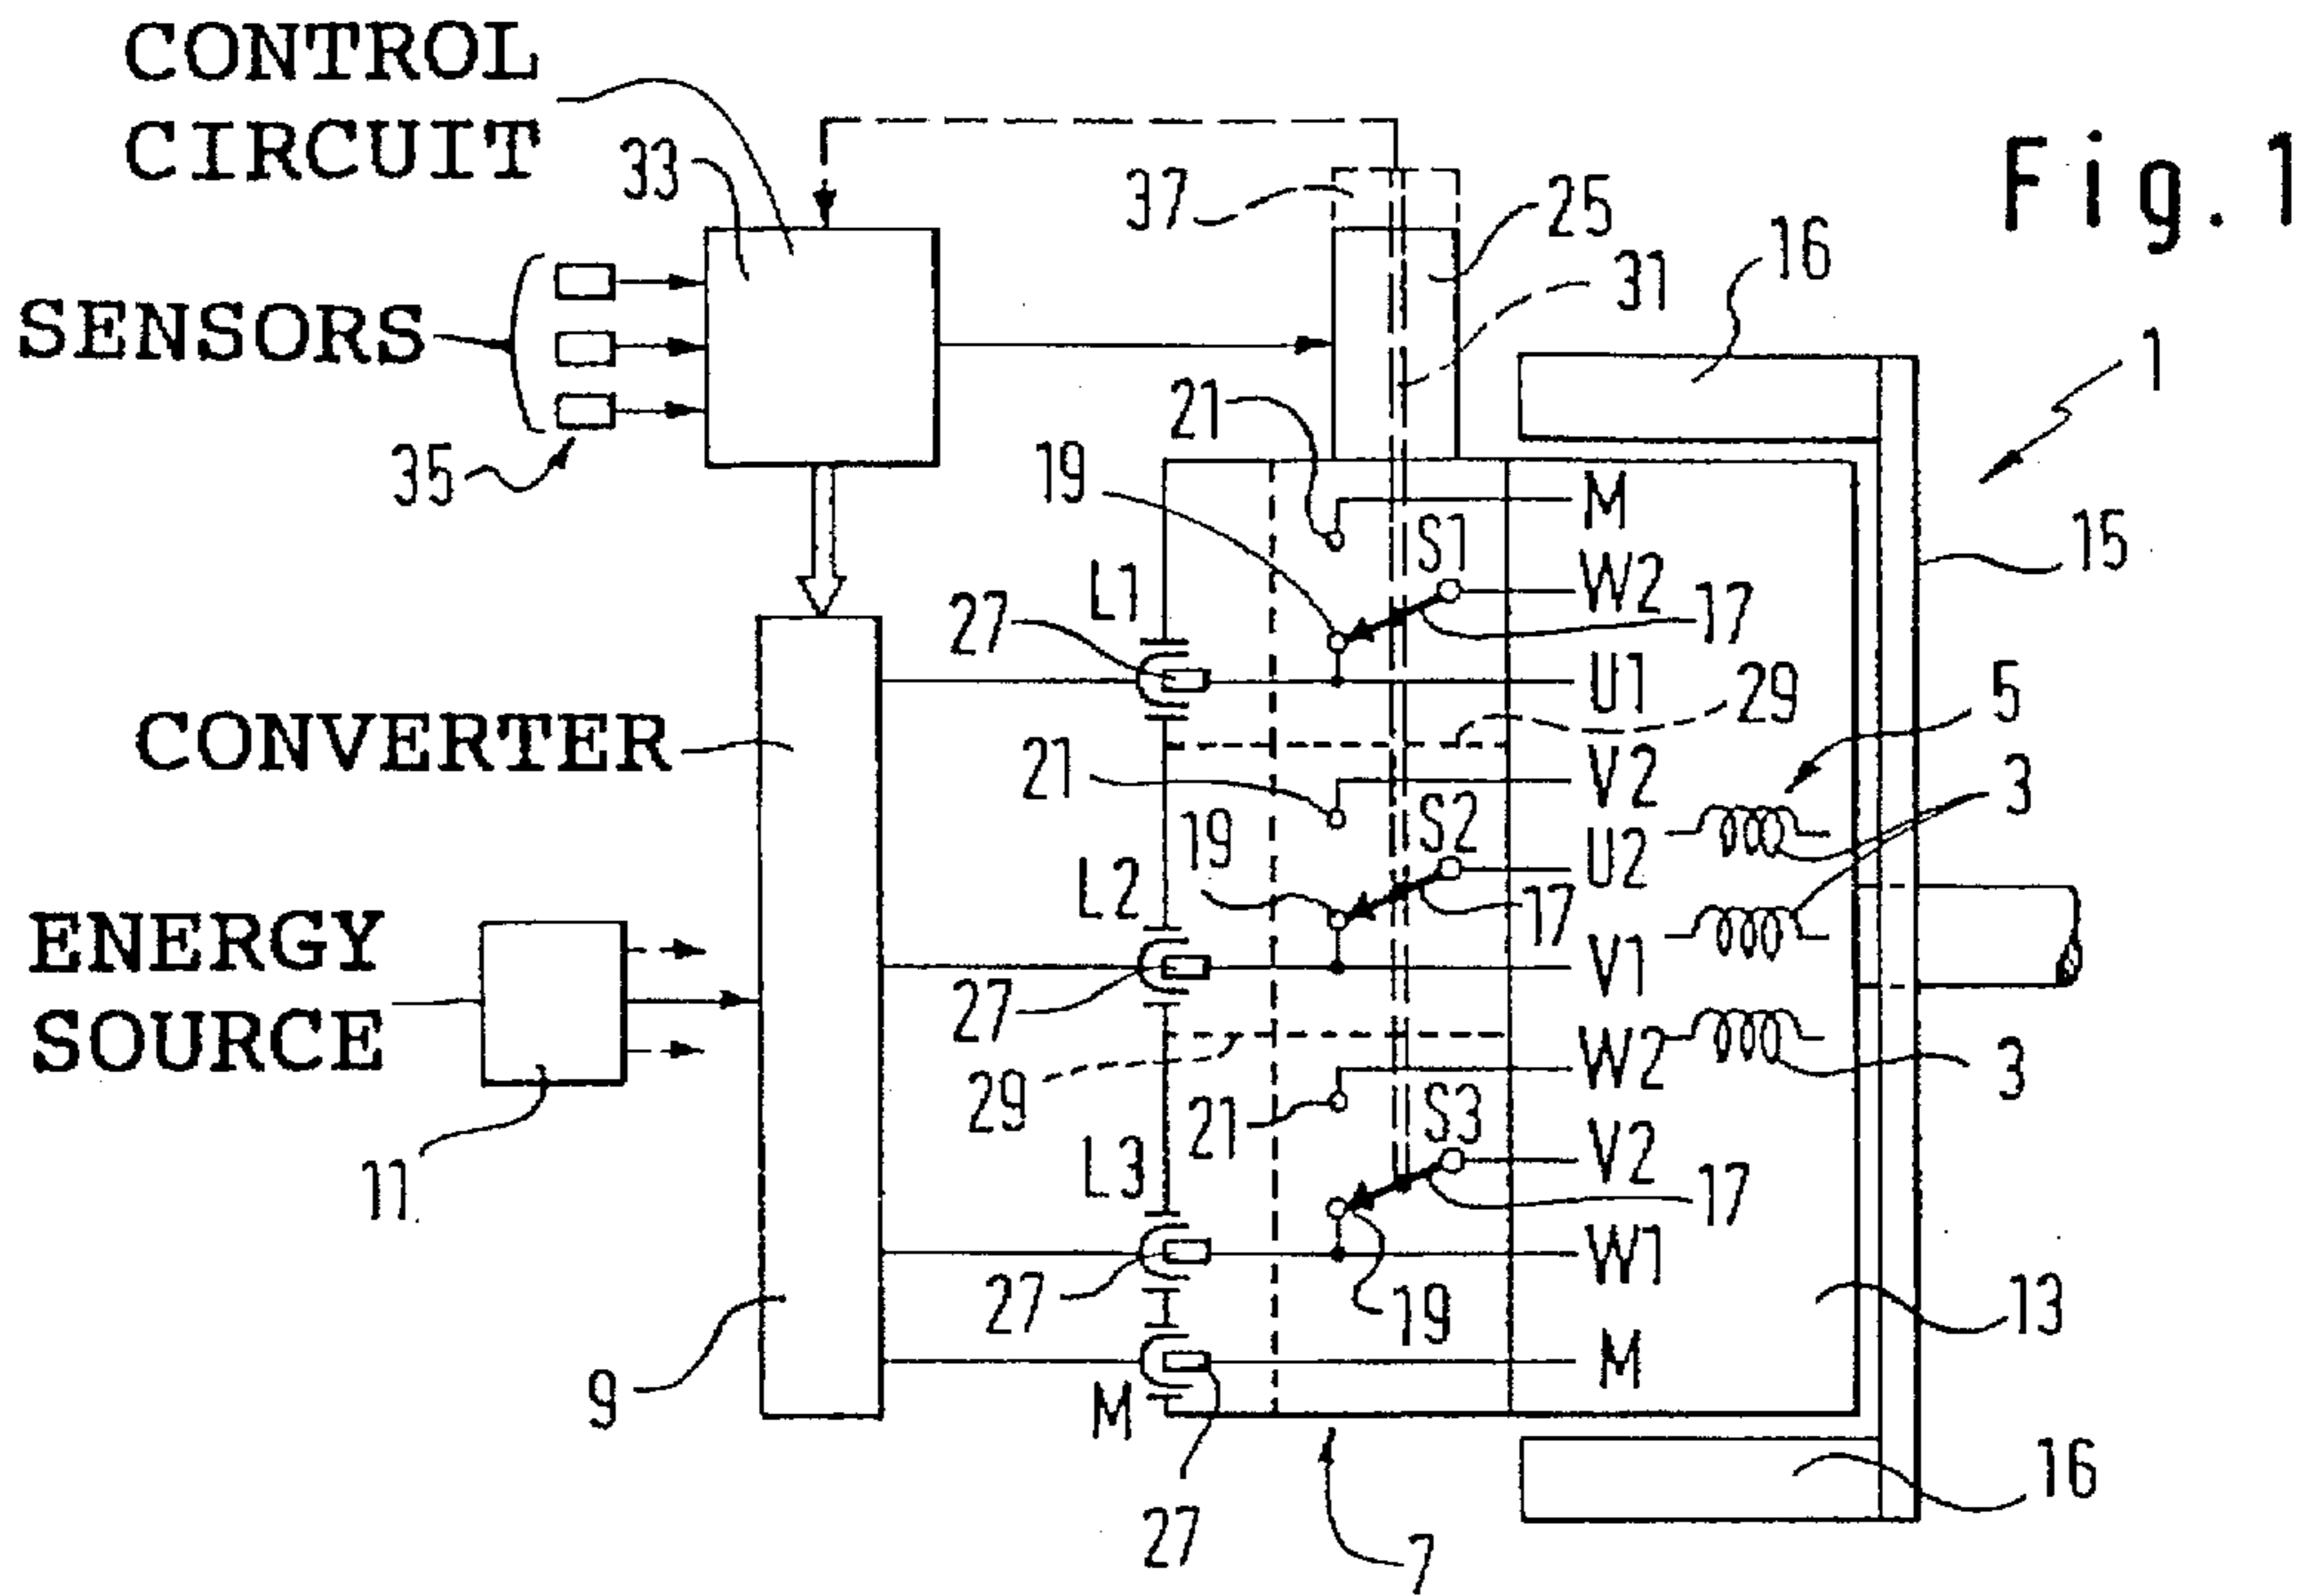 CONTROL
CIRCUIT
33
37
25
Fig.1
16
31
SENSORS
1
21
35
19
M
S1
W2
15
L1
27
17
U1
29
5
CONVERTER
21
V2
3
S2
19
U2
L2
17
ENERGY
SOURCE
V1
27
W2
29
21
3
S3
V2
11
L3
17
W1
27
19
13
9
M
M
16
27
7